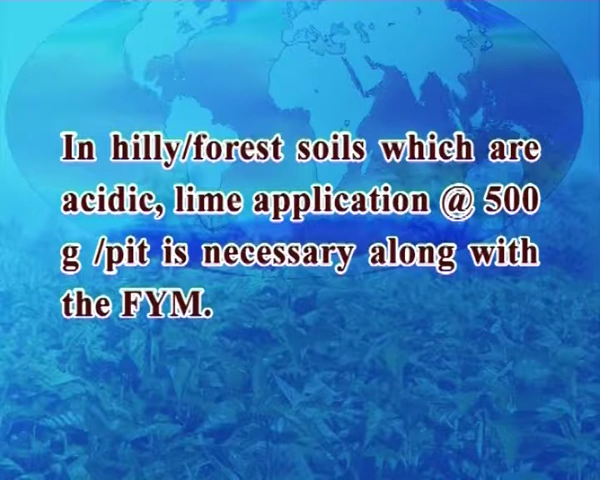 In hilly/forest soils which are
acidic, lime application @ 500
g /pit is necessary along with
the FYM.